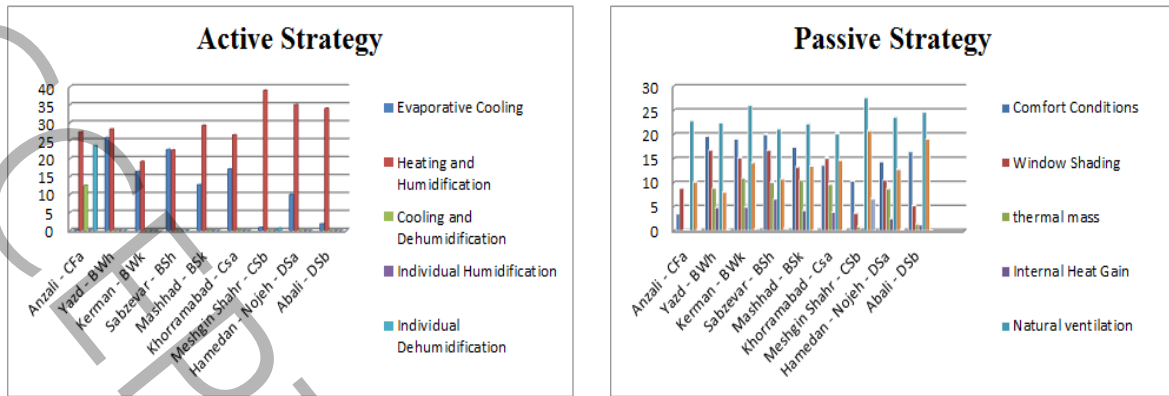 Active Strategy
40
35
30
25
20
15
10
5
0
Anzali - CFa
Yazd - BWh
Kerman - BWk
Sabzevar - BSh
Mashhad - BSk
Khorramabad - Csa
Meshgin Shahr - CSb
Hamedan - Nojeh - DSa
Abali - DSb
Evaporative Cooling
Heating and
Humidification
Cooling and
Dehumidification
Individual Humidification
Individual
Dehumidification
Passive Strategy
30
25
20
15
10
5
0
Anzali - CFa
Yazd - BWh
Kerman - BWk
Sabzevar - BSh
Mashhad - BSk
Khorramabad - Csa
Meshgin Shahr - CSb
Hamedan - Nojeh - DSa
Abali - DSb
Comfort Conditions
Window Shading
thermal mass
Internal Heat Gain
Natural ventilation